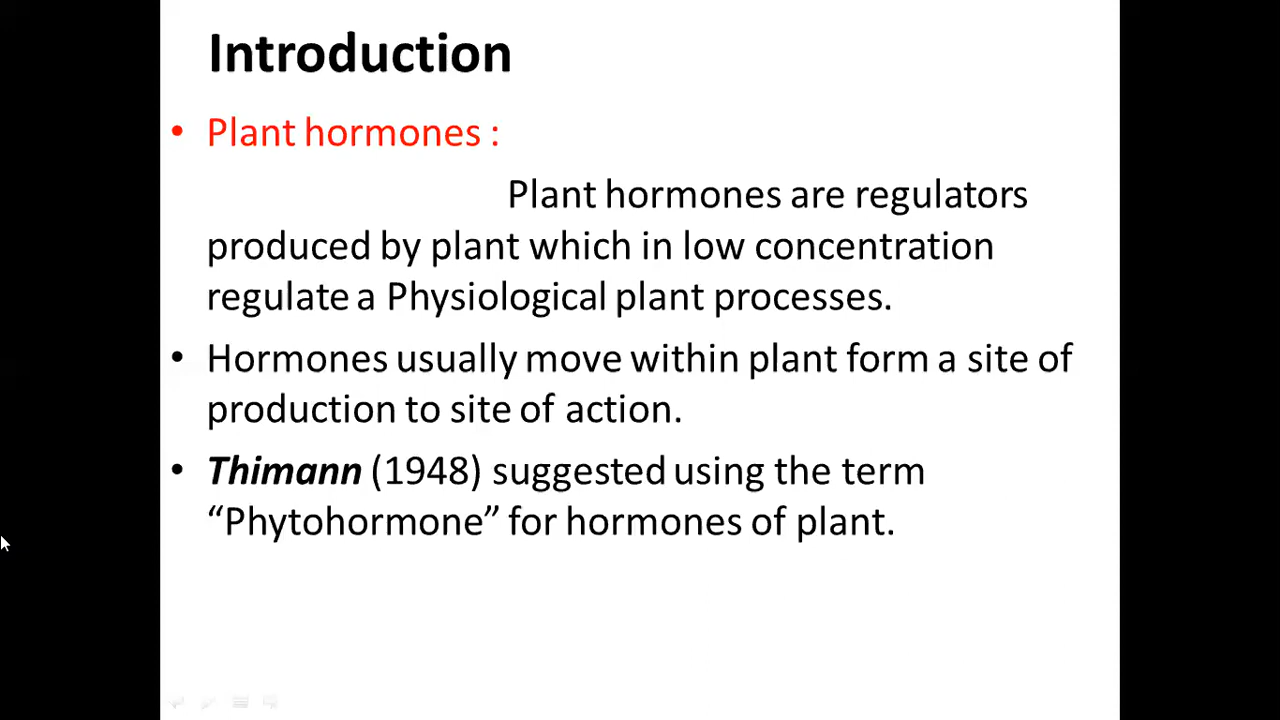 Introduction
• Plant hormones :
Plant hormones are regulators
produced by plant which in low concentration
regulate a Physiological plant processes.
• Hormones usually move within plant form a site of
production to site of action.
• Thimann (1948) suggested using the term
“Phytohormone” for hormones of plant.